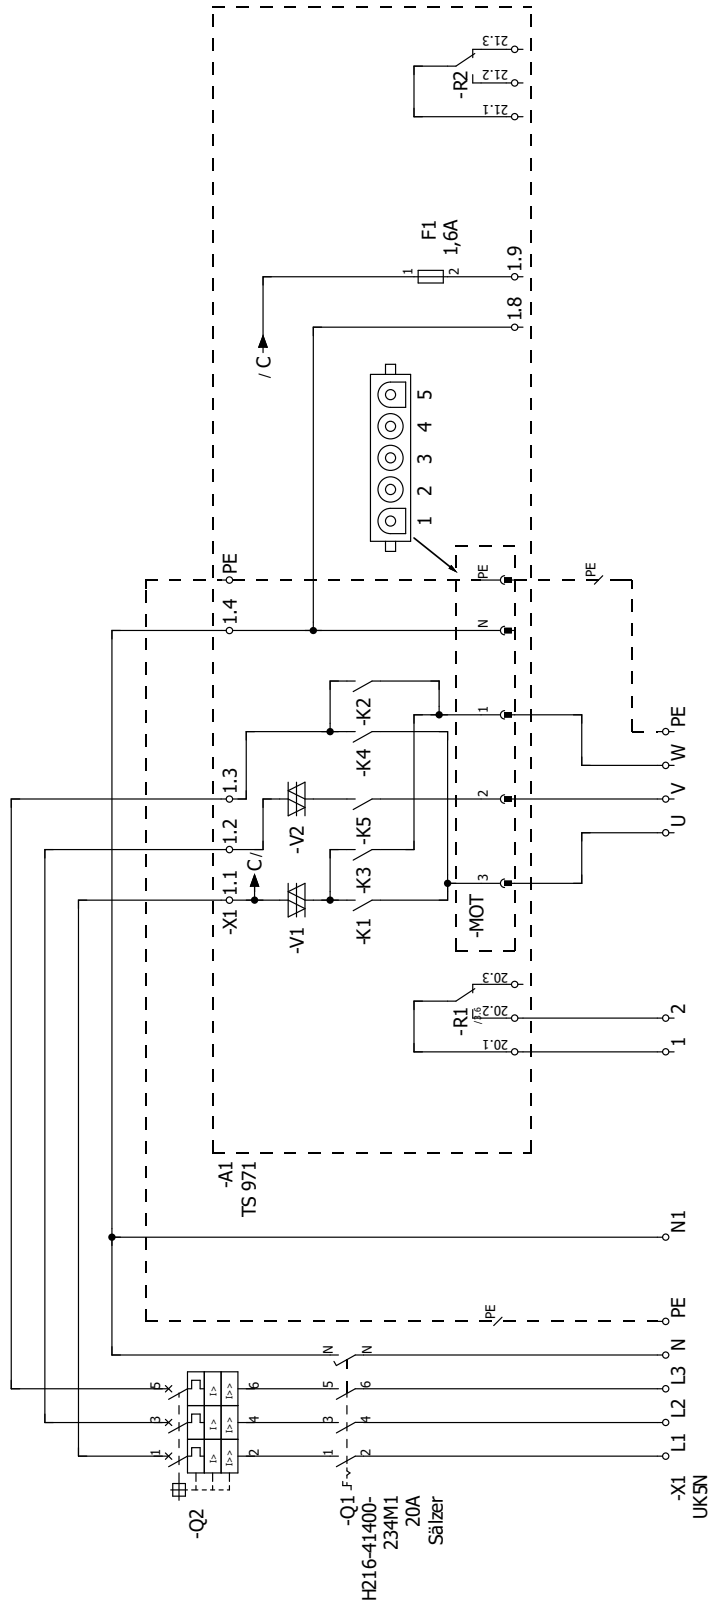 -Q2
1
3
5
I>
I>
I>
I>>
I>>
I>>
2
4
6
-Q1
H216-41400-
234M1
20A
Sälzer
F
1
3
5
N
2
4
6
N
-X1
UK5N
L1
L2
L3
N
PE
PE
N1
-A1
TS 971
-X1
1.1
1.2
1.3
1.4
PE
/ C
C /
-V1
-V2
-K1
-K3
-K5
-K4
-K2
-R1
20.1
20.2
20.3
1
2
-MOT
3
2
1
N
PE
PE
U
V
W
PE
1
2
3
4
5
F1
1,6A
1
2
1.8
1.9
-R2
21.1
21.2
21.3